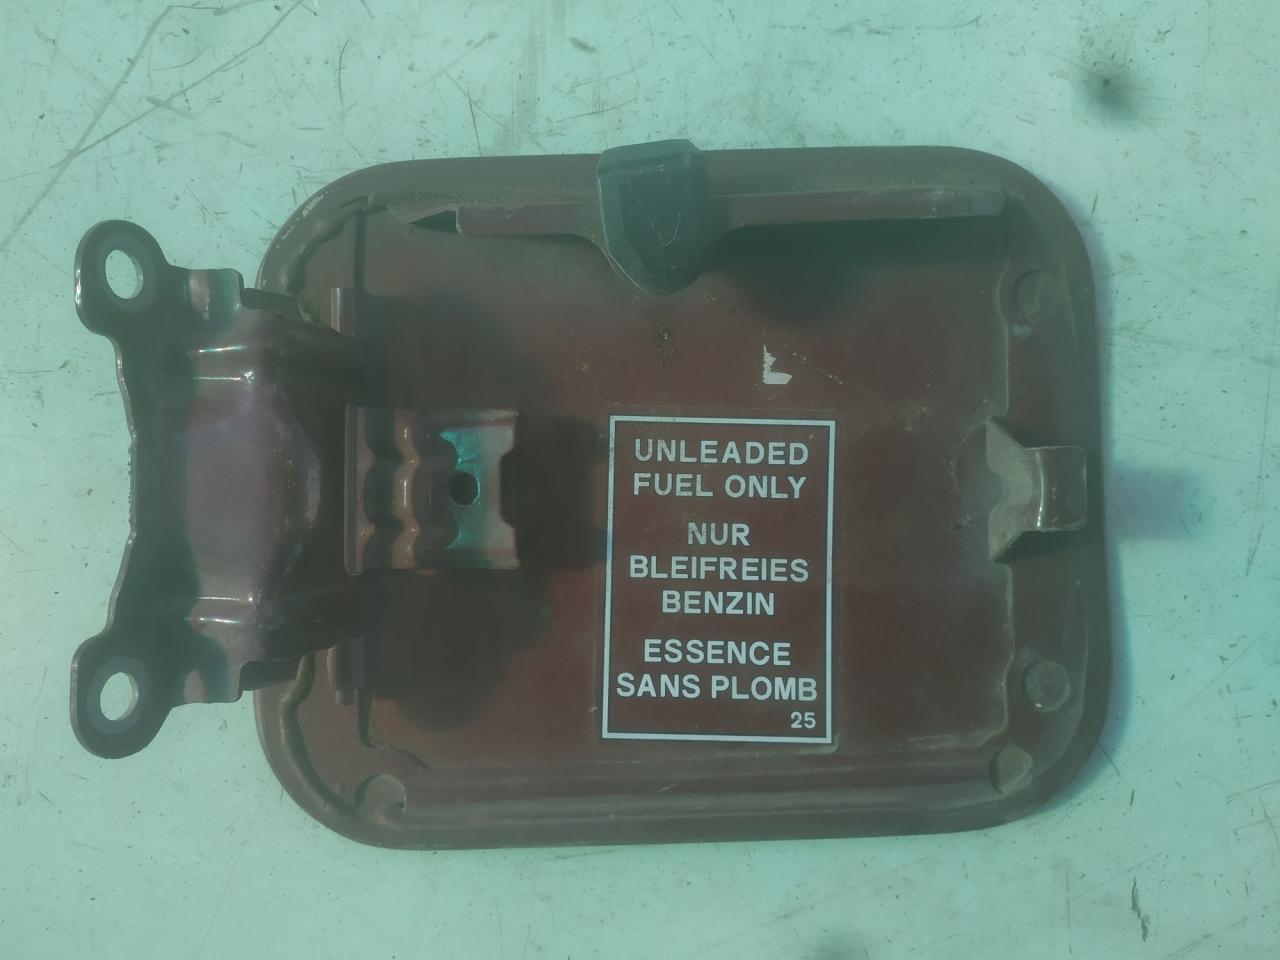 UNLEADED
FUEL ONLY
NUR
BLEIFREIES
BENZIN
ESSENCE
SANS PLOMB
25